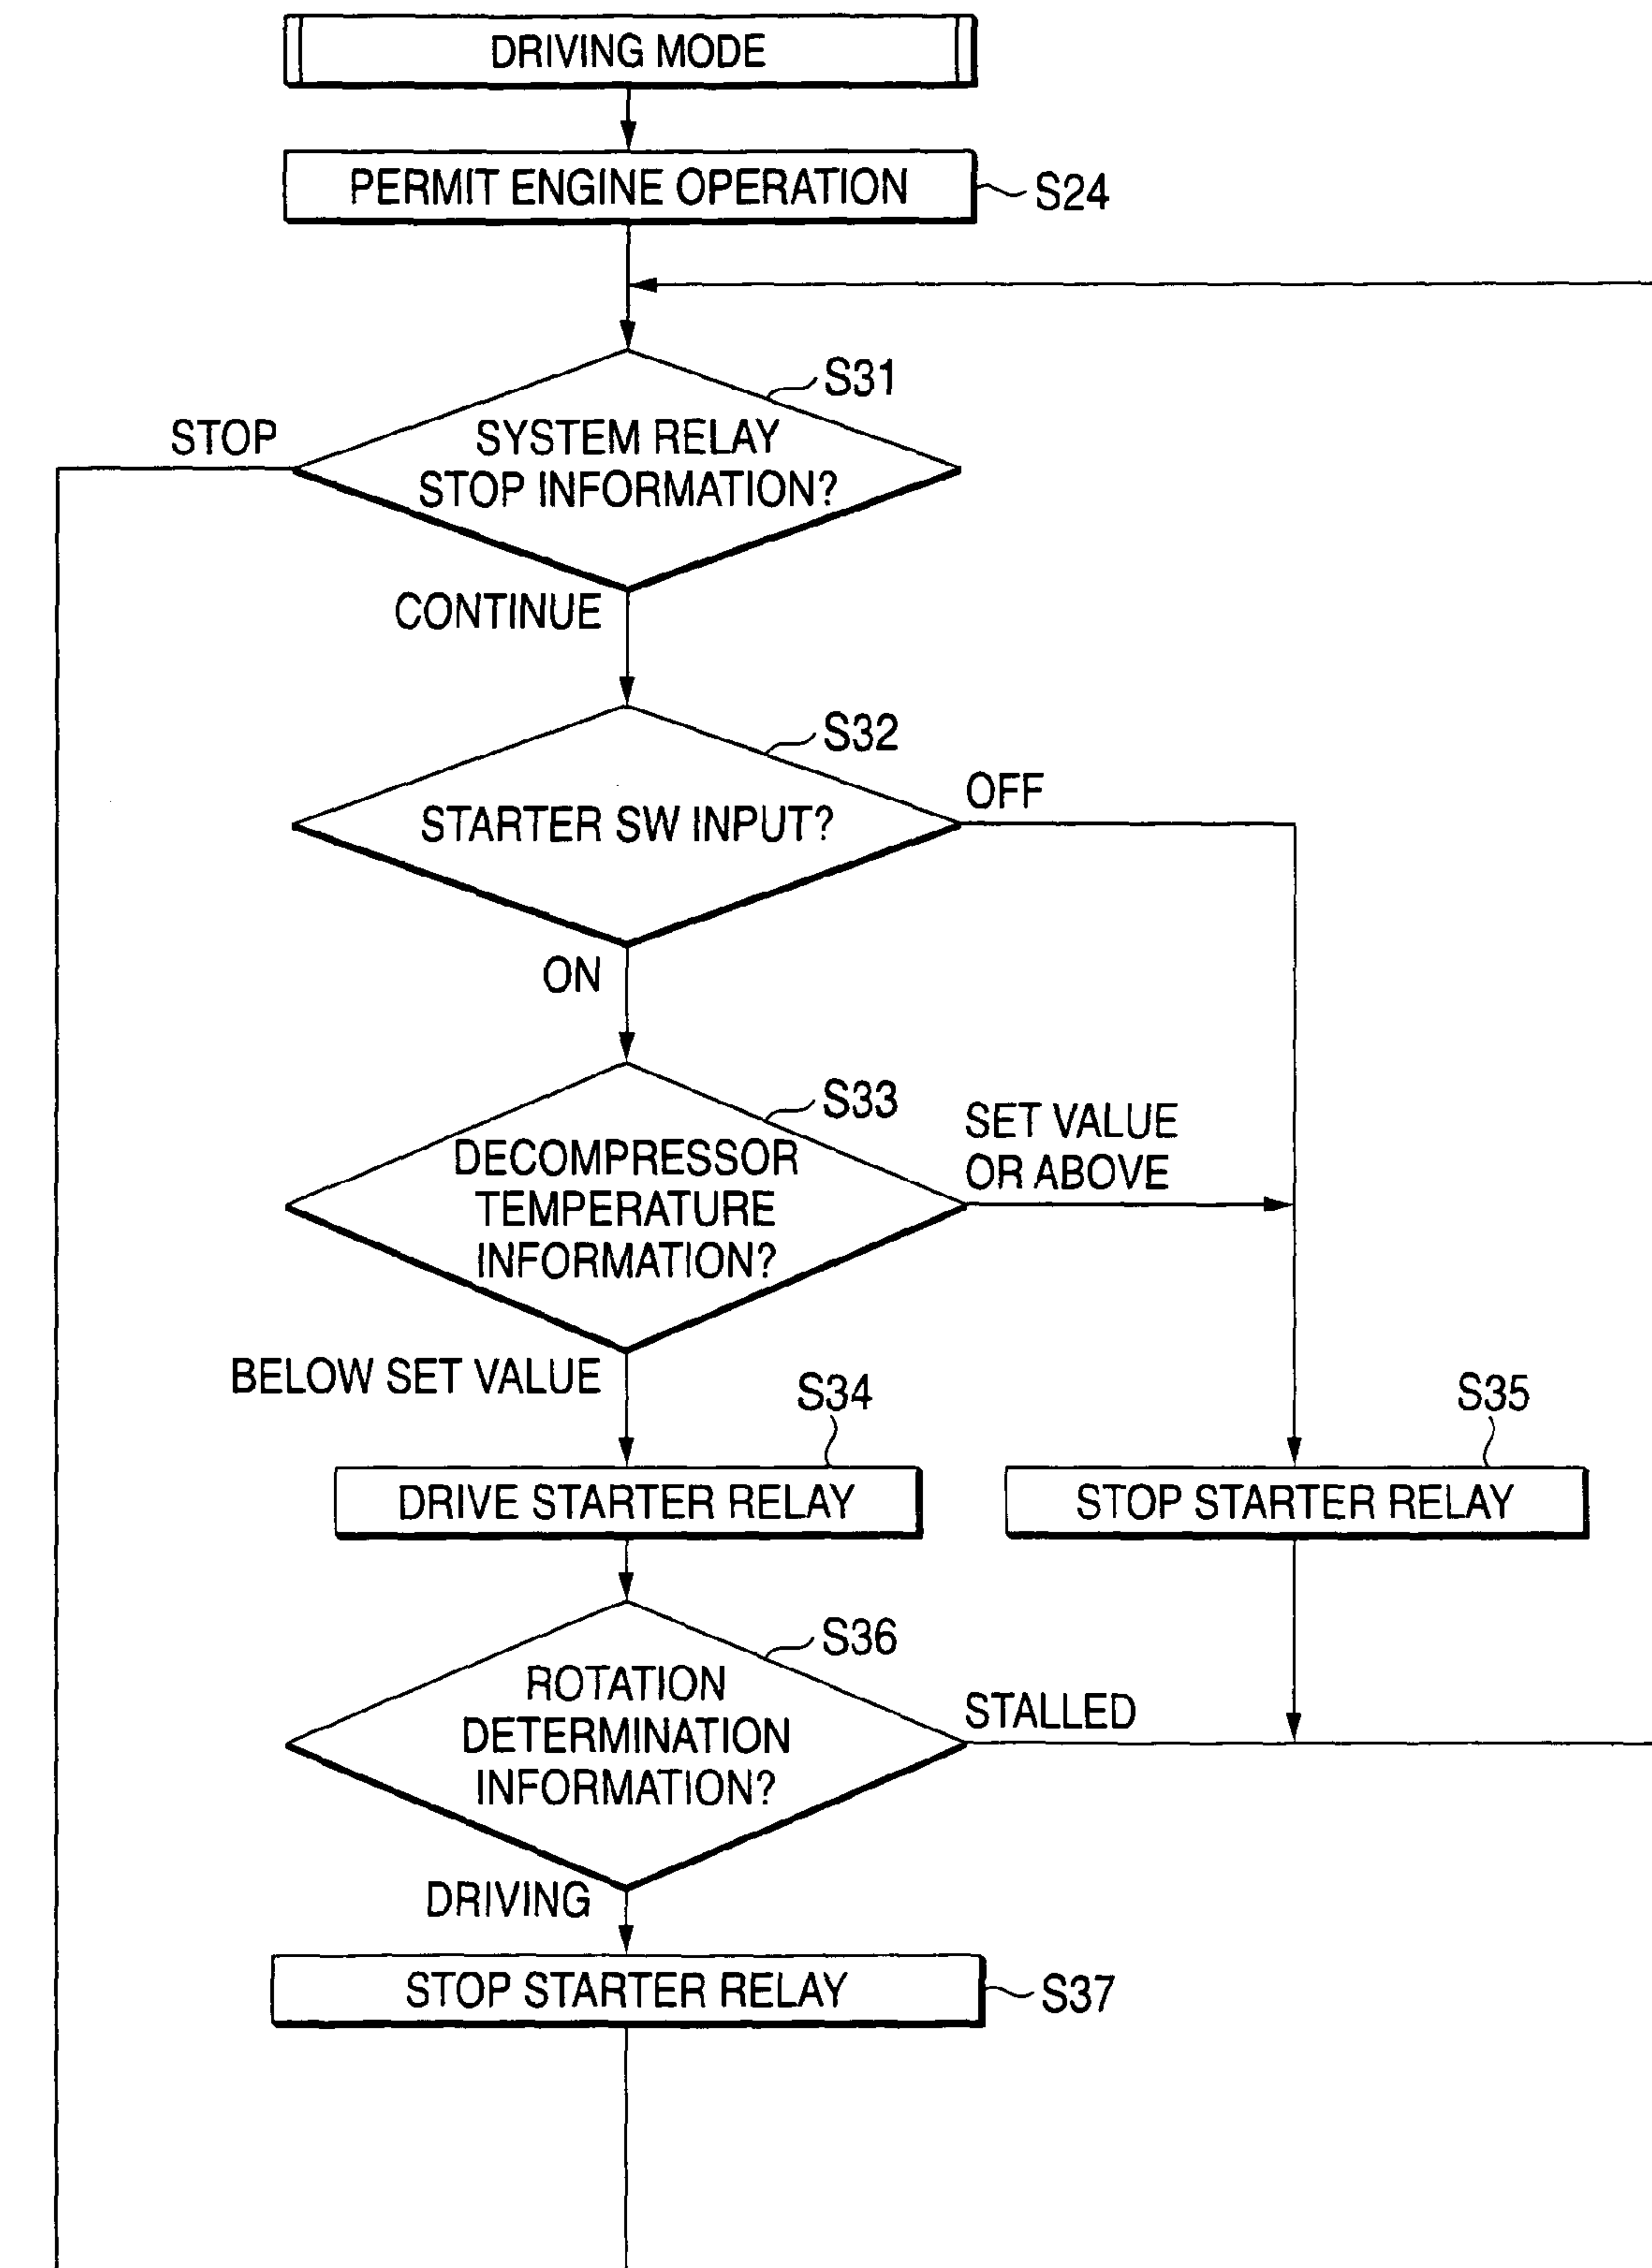 DRIVING MODE
PERMIT ENGINE OPERATION
S24
S31
STOP
SYSTEM RELAY
STOP INFORMATION?
CONTINUE
S32
OFF
STARTER SW INPUT?
ON
S33
SET VALUE
OR ABOVE
DECOMPRESSOR
TEMPERATURE
INFORMATION?
BELOW SET VALUE
S34
S35
DRIVE STARTER RELAY
STOP STARTER RELAY
S36
ROTATION
DETERMINATION
INFORMATION?
STALLED
DRIVING
STOP STARTER RELAY
S37